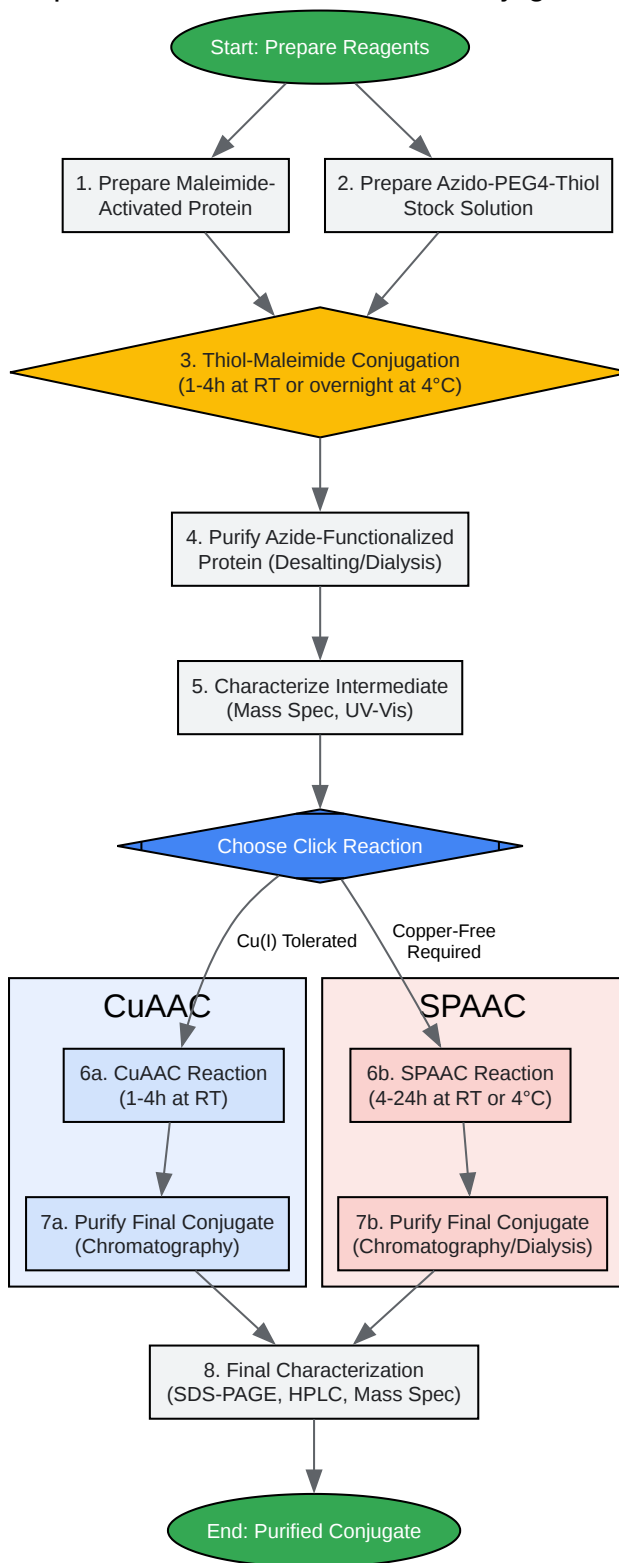 Start: Prepare Reagents
1. Prepare Maleimide-
Activated Protein
2. Prepare Azido-PEG4-Thiol
Stock Solution
3. Thiol-Maleimide Conjugation
(1-4h at RT or overnight at 4°C)
4. Purify Azide-Functionalized
Protein (Desalting/Dialysis)
5. Characterize Intermediate
(Mass Spec, UV-Vis)
Choose Click Reaction
Cu(I) Tolerated
Copper-Free
Required
CuAAC
SPAAC
6a. CuAAC Reaction
(1-4h at RT)
6b. SPAAC Reaction
(4-24h at RT or 4°C)
7a. Purify Final Conjugate
(Chromatography)
7b. Purify Final Conjugate
(Chromatography/Dialysis)
8. Final Characterization
(SDS-PAGE, HPLC, Mass Spec)
End: Purified Conjugate